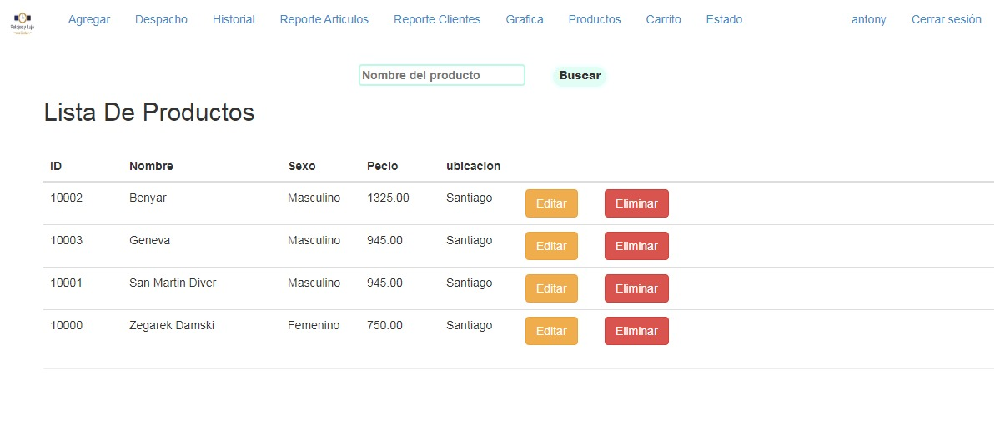 Relojes y Lujo
Agregar Despacho Historial Reporte Articulos Reporte Clientes Grafica Productos Carrito Estado antony Cerrar sesión
Nombre del producto Buscar
Lista De Productos
ID Nombre Sexo Pecio ubicacion
10002 Benyar Masculino 1325.00 Santiago Editar Eliminar
10003 Geneva Masculino 945.00 Santiago Editar Eliminar
10001 San Martin Diver Masculino 945.00 Santiago Editar Eliminar
10000 Zegarek Damski Femenino 750.00 Santiago Editar Eliminar